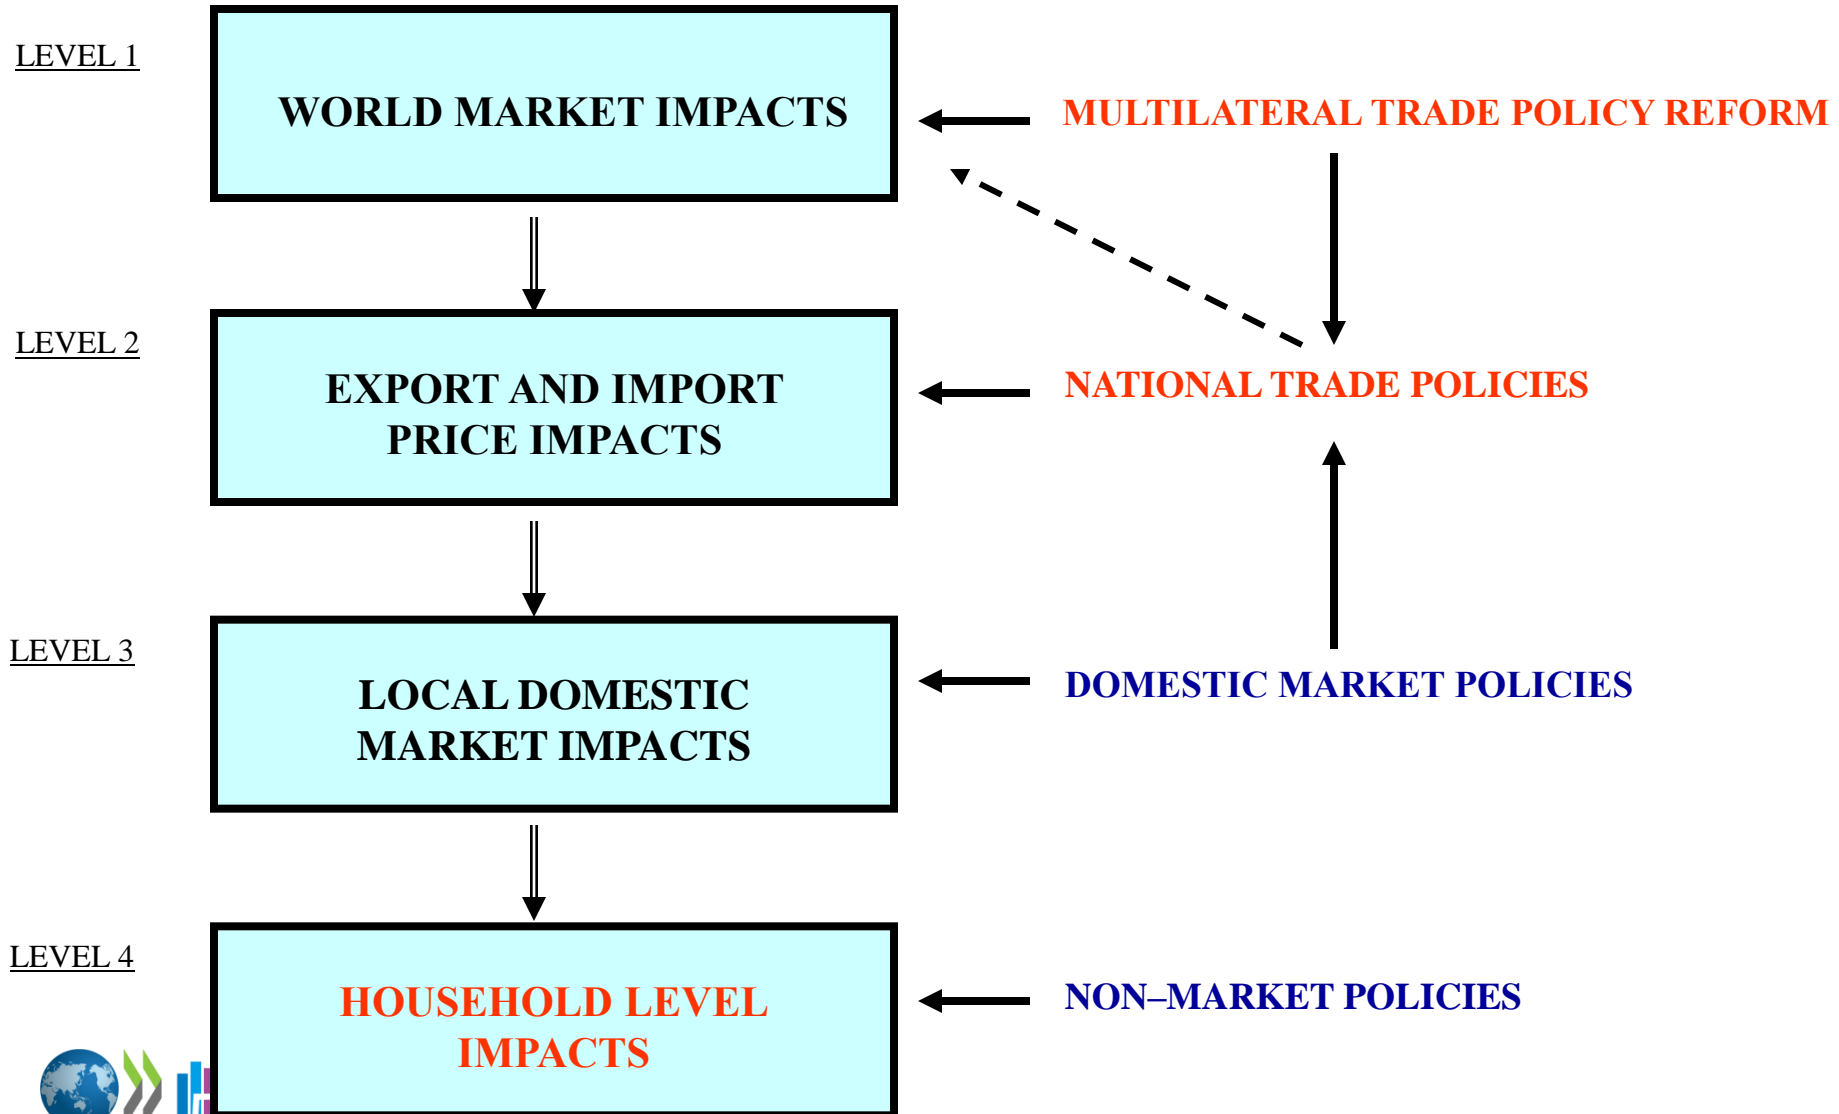 LEVEL 1
WORLD MARKET IMPACTS
MULTILATERAL TRADE POLICY REFORM
LEVEL 2
EXPORT AND IMPORT
PRICE IMPACTS
NATIONAL TRADE POLICIES
LEVEL 3
LOCAL DOMESTIC
MARKET IMPACTS
DOMESTIC MARKET POLICIES
LEVEL 4
HOUSEHOLD LEVEL
IMPACTS
NON–MARKET POLICIES